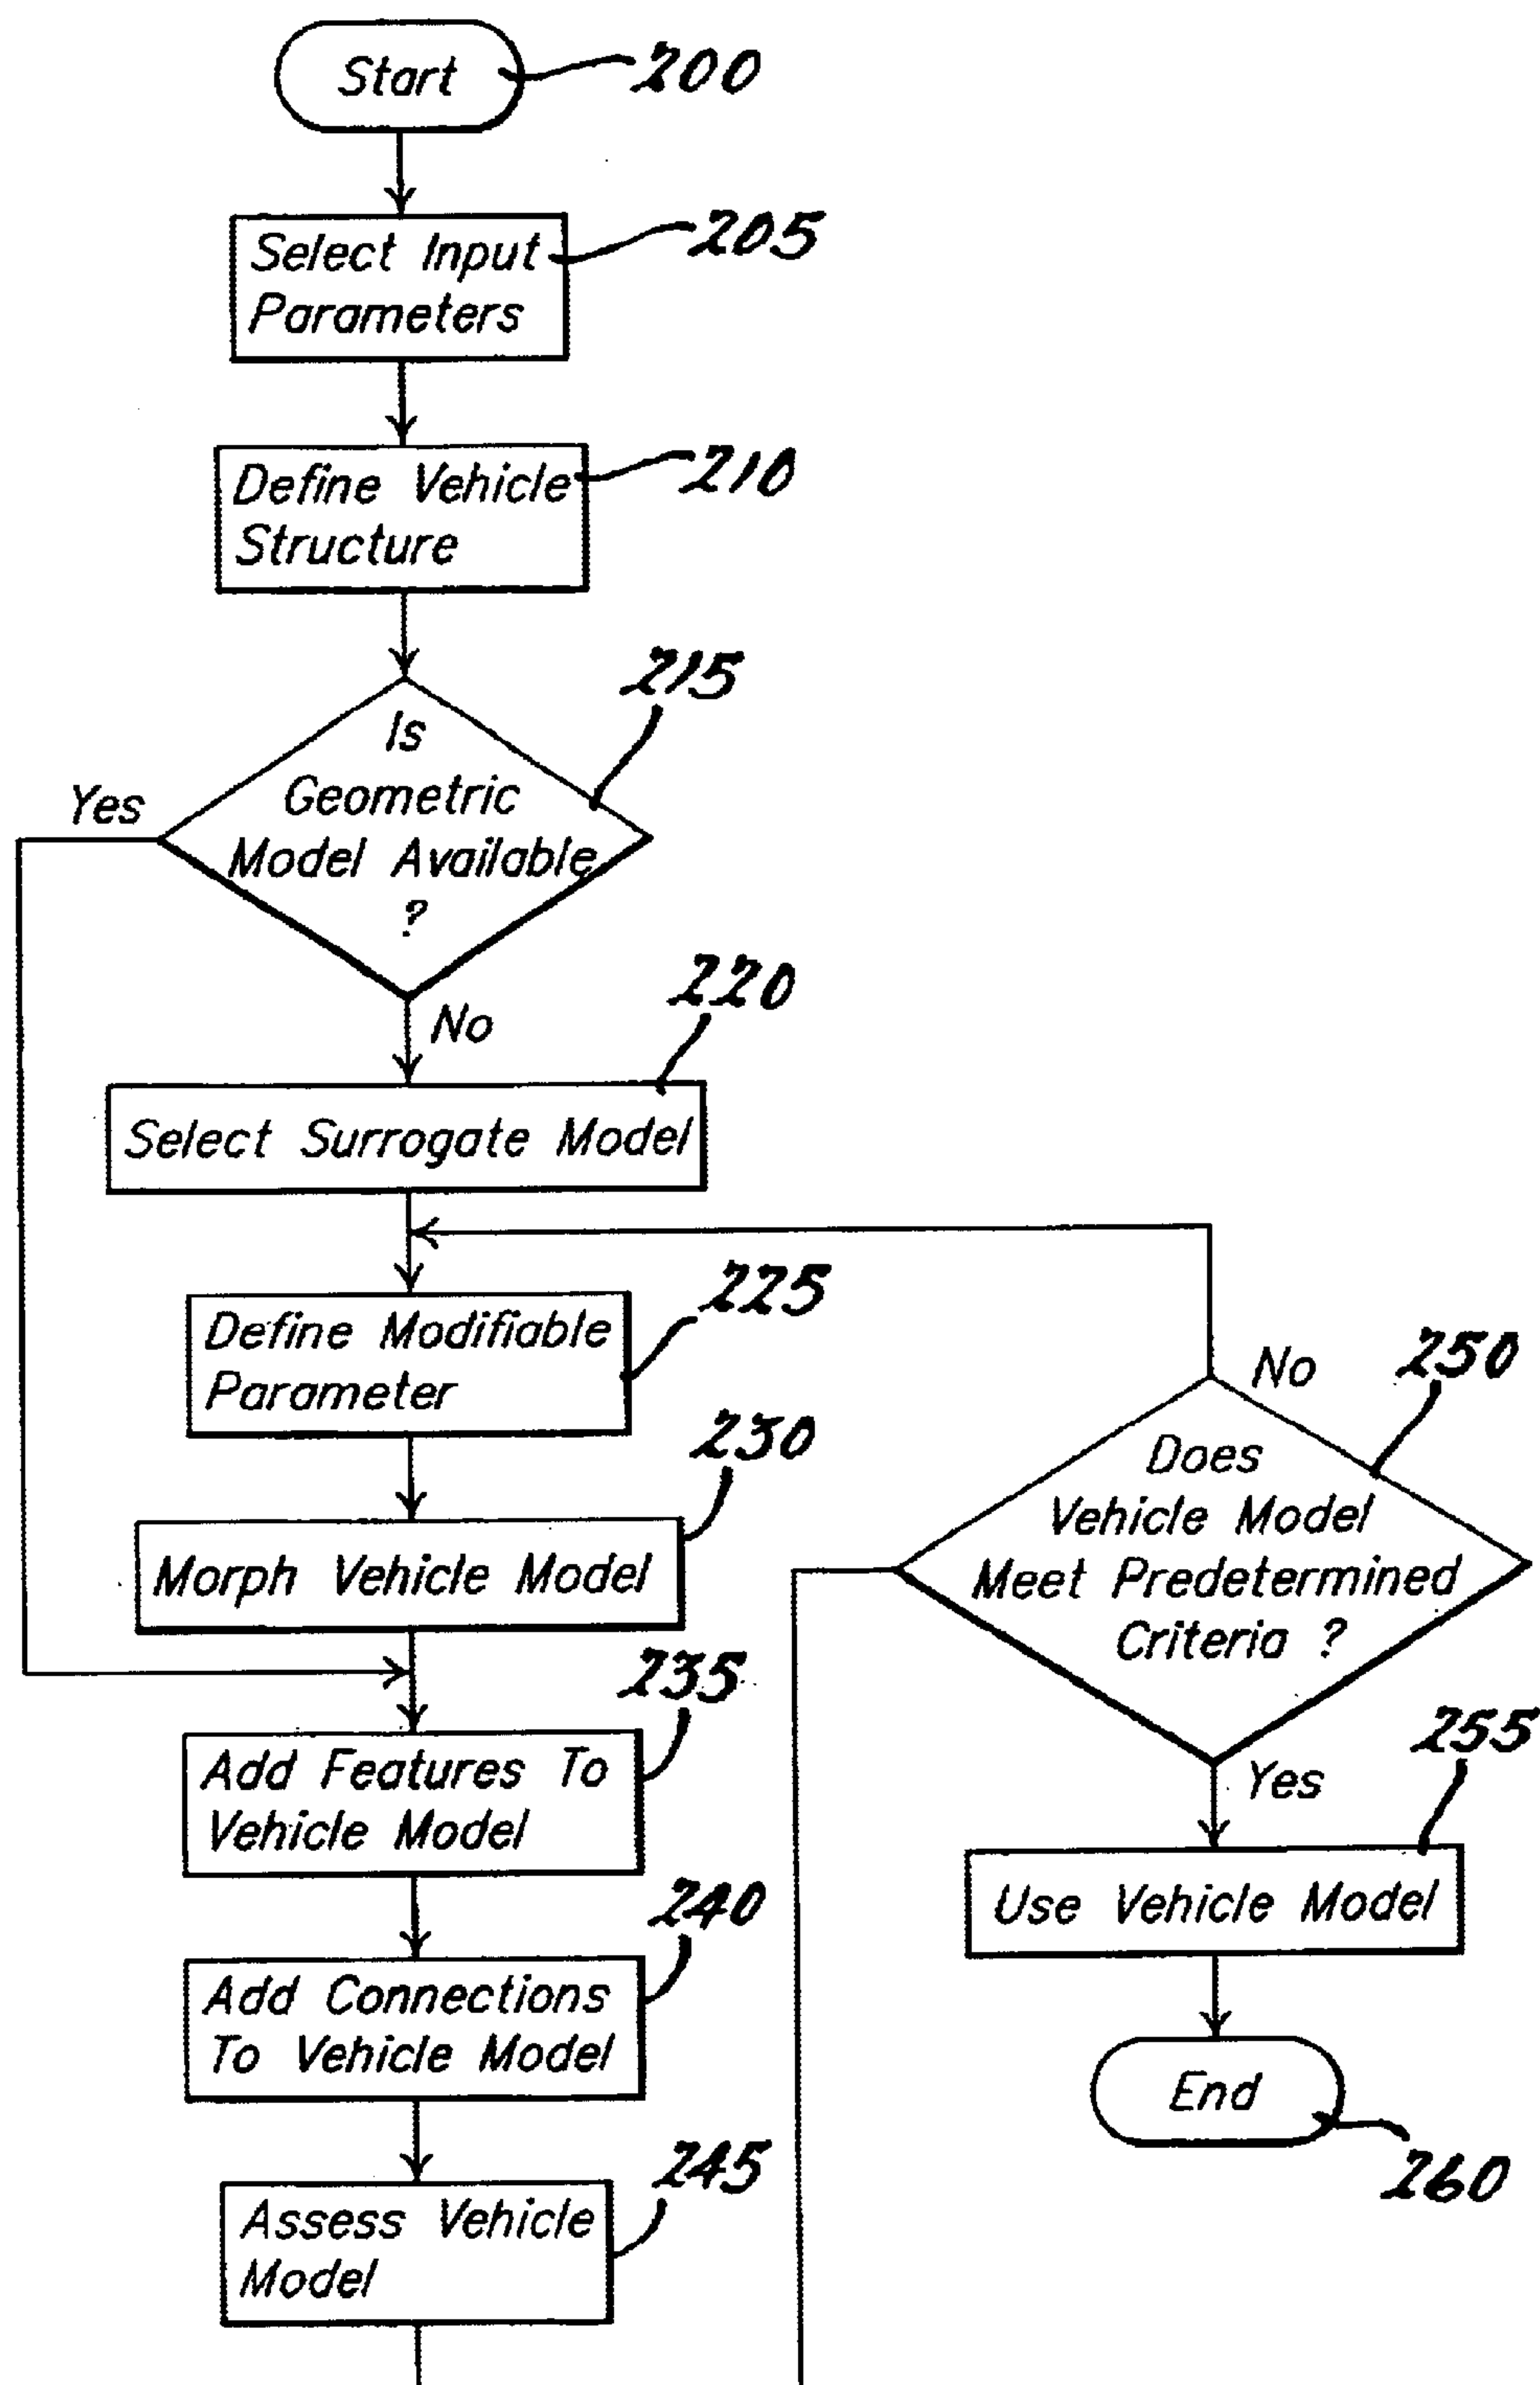 Start
200
Select Input
Parameters
205
Define Vehicle
Structure
210
Is
Geometric
Model Available
?
215
Yes
No
220
Select Surrogate Model
Define Modifiable
Parameter
225
230
Morph Vehicle Model
235
Add Features To
Vehicle Model
240
Add Connections
To Vehicle Model
245
Assess Vehicle
Model
No
250
Does
Vehicle Model
Meet Predetermined
Criteria ?
Yes
255
Use Vehicle Model
End
260